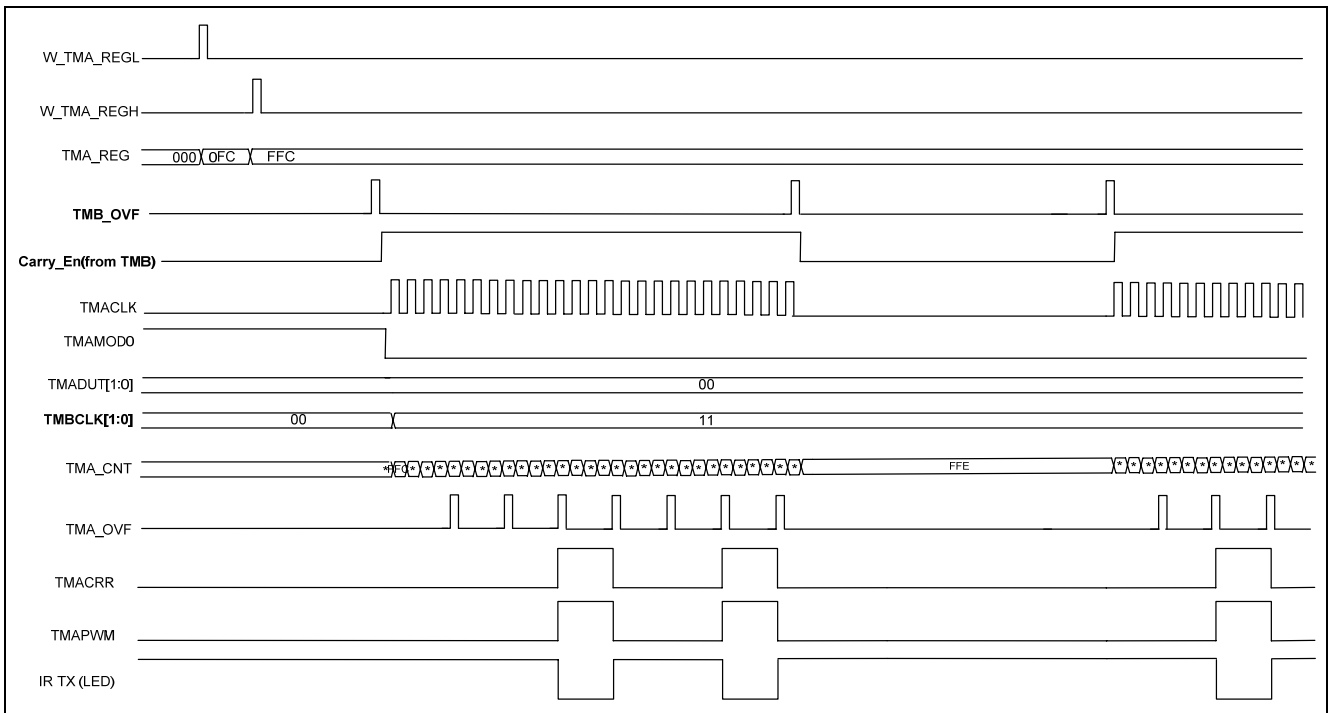 W_TMA_REGL
W_TMA_REGH
TMA_REG 000 0FC FFC
TMB_OVF
Carry_En(from TMB)
TMACLK
TMAMOD0
TMADUT[1:0] 00
TMBCLK[1:0] 00 11
TMA_CNT * FFC * * * * * * * * * * * * * * * * * * * * * * * * * * * * * FFE * * * * * * * * * * * * * * *
TMA_OVF
TMACRR
TMAPWM
IR TX (LED)